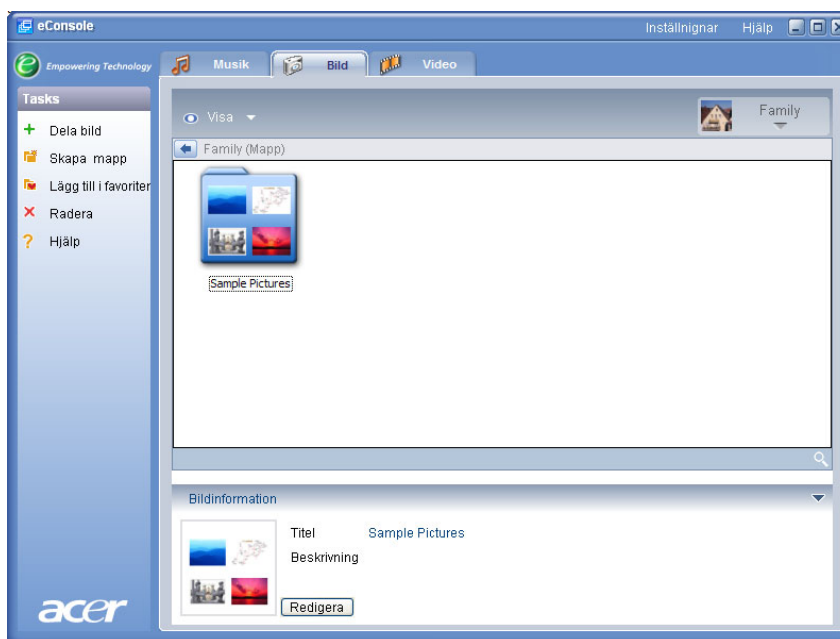 eConsole
Inställnignar Hjälp
Empowering Technology
Musik Bild Video
Tasks
Dela bild
Skapa mapp
Lägg till i favoriter
Radera
Hjälp
Visa
Family
Family (Mapp)
Sample Pictures
Bildinformation
Titel Sample Pictures
Beskrivning
Redigera
acer